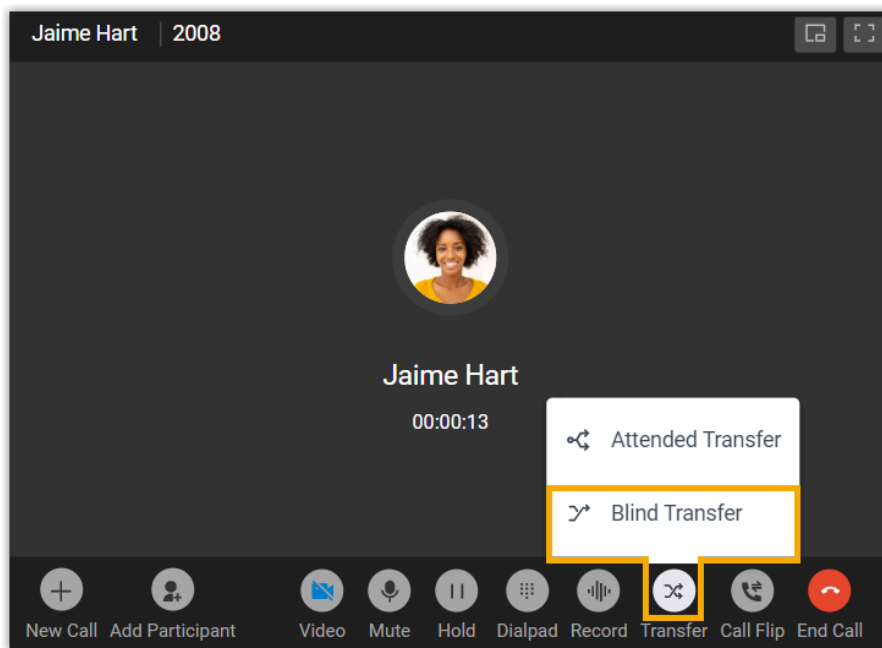 Jaime Hart 2008
Jaime Hart
00:00:13
Attended Transfer
Blind Transfer
New Call Add Participant Video Mute Hold Dialpad Record Transfer Call Flip End Call